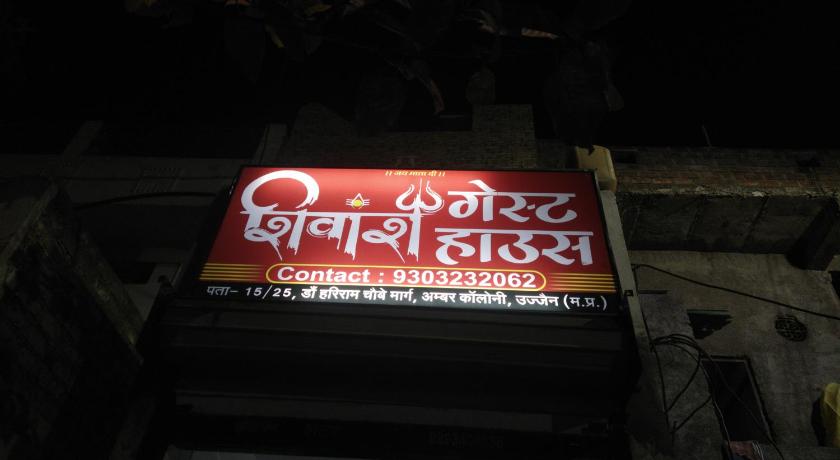 ।। जय माता दी ।।
शिवांश गेस्ट हाउस
Contact : 9303232062
पता- 15/25, डॉ हरिराम चौबे मार्ग, अम्बर कॉलोनी, उज्जैन (म.प्र.)